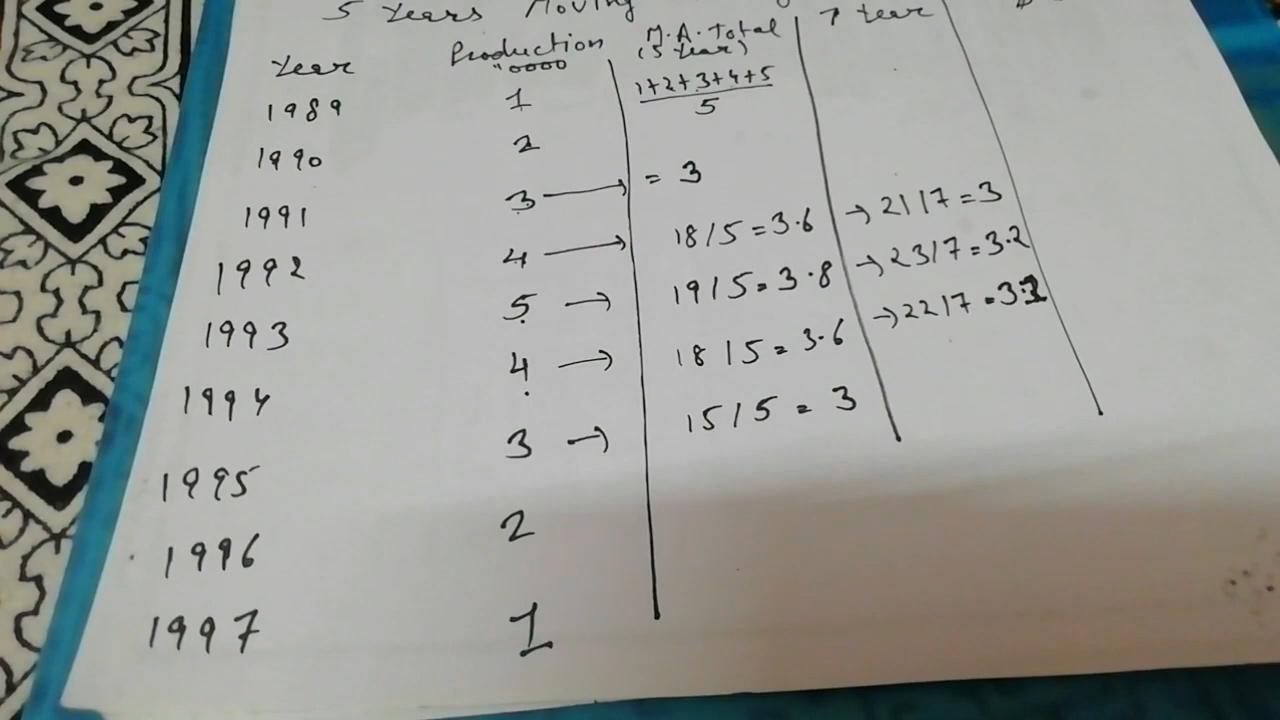 5 Years Moving
Year Production M.A. Total 7 Year
"0000 (5 Year)
1989 1 1+2+3+4+5
5
1990 2
1991 3 → = 3
1992 4 → 18/5 = 3.6 → 21/7 = 3
1993 5 → 19/5 = 3.8 → 23/7 = 3.2
1994 4 → 18/5 = 3.6 → 22/7 = 3.1
1995 3 → 15/5 = 3
1996 2
1997 1